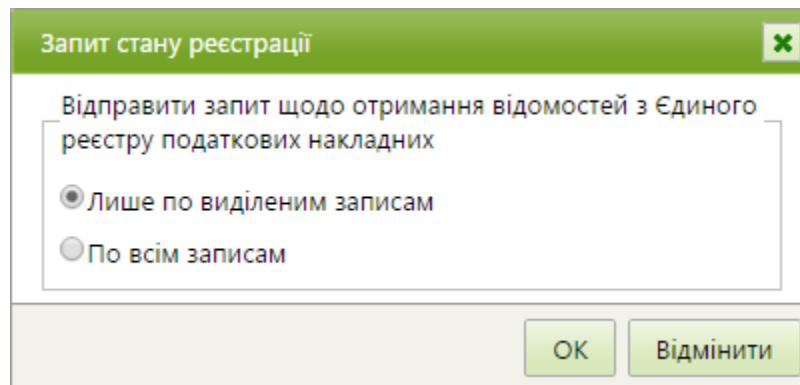 Запит стану реєстрації
Відправити запит щодо отримання відомостей з Єдиного
реєстру податкових накладних
Лише по виділеним записам
По всім записам
ОК
Відмінити